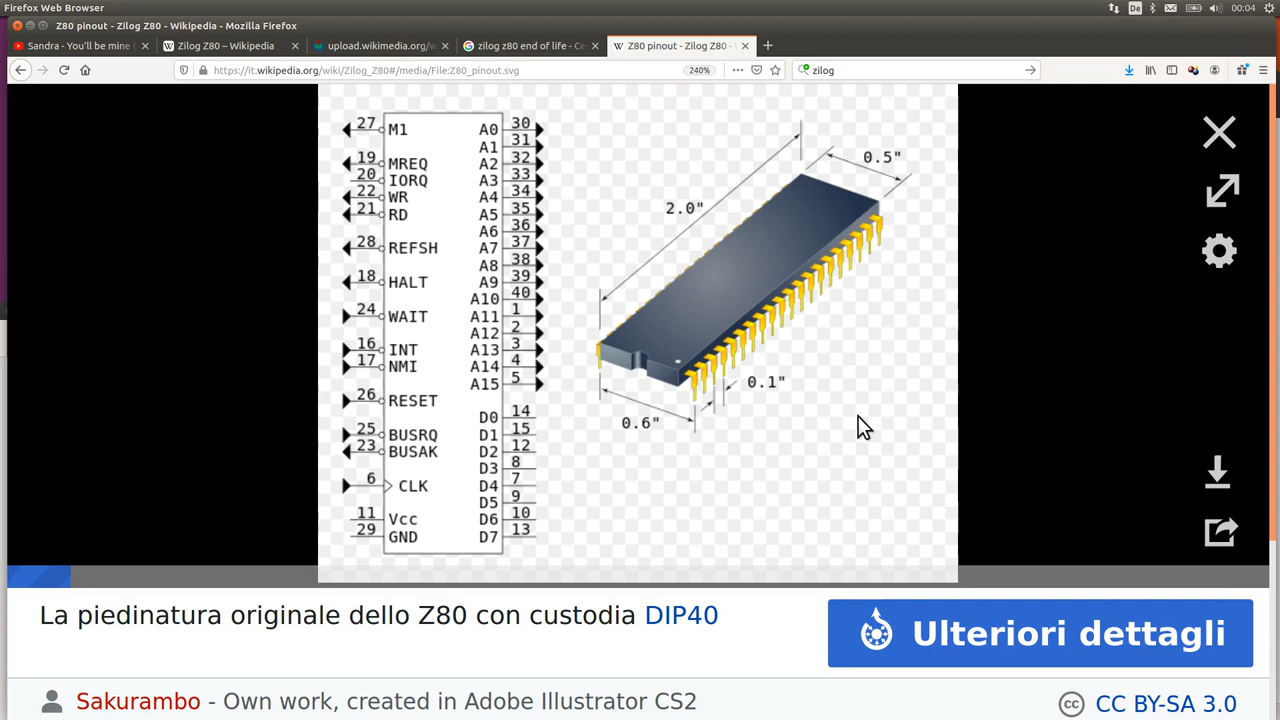 Firefox Web Browser
De
00:04
Z80 pinout - Zilog Z80 - Wikipedia - Mozilla Firefox
Sandra - You'll be mine
Zilog Z80 – Wikipedia
upload.wikimedia.org/w
zilog z80 end of life - Ce
Z80 pinout - Zilog Z80 - W
https://it.wikipedia.org/wiki/Zilog_Z80#/media/File:Z80_pinout.svg
240%
zilog
27 M1 A0 30
A1 31
19 MREQ A2 32
20 IORQ A3 33
22 WR A4 34
21 RD A5 35
A6 36
28 REFSH A7 37
A8 38
18 HALT A9 39
A10 40
24 WAIT A11 1
A12 2
16 INT A13 3
17 NMI A14 4
A15 5
26 RESET
D0 14
25 BUSRQ D1 15
23 BUSAK D2 12
D3 8
6 CLK D4 7
D5 9
11 Vcc D6 10
29 GND D7 13
0.5"
2.0"
0.1"
0.6"
La piedinatura originale dello Z80 con custodia DIP40
Ulteriori dettagli
Sakurambo - Own work, created in Adobe Illustrator CS2
cc CC BY-SA 3.0